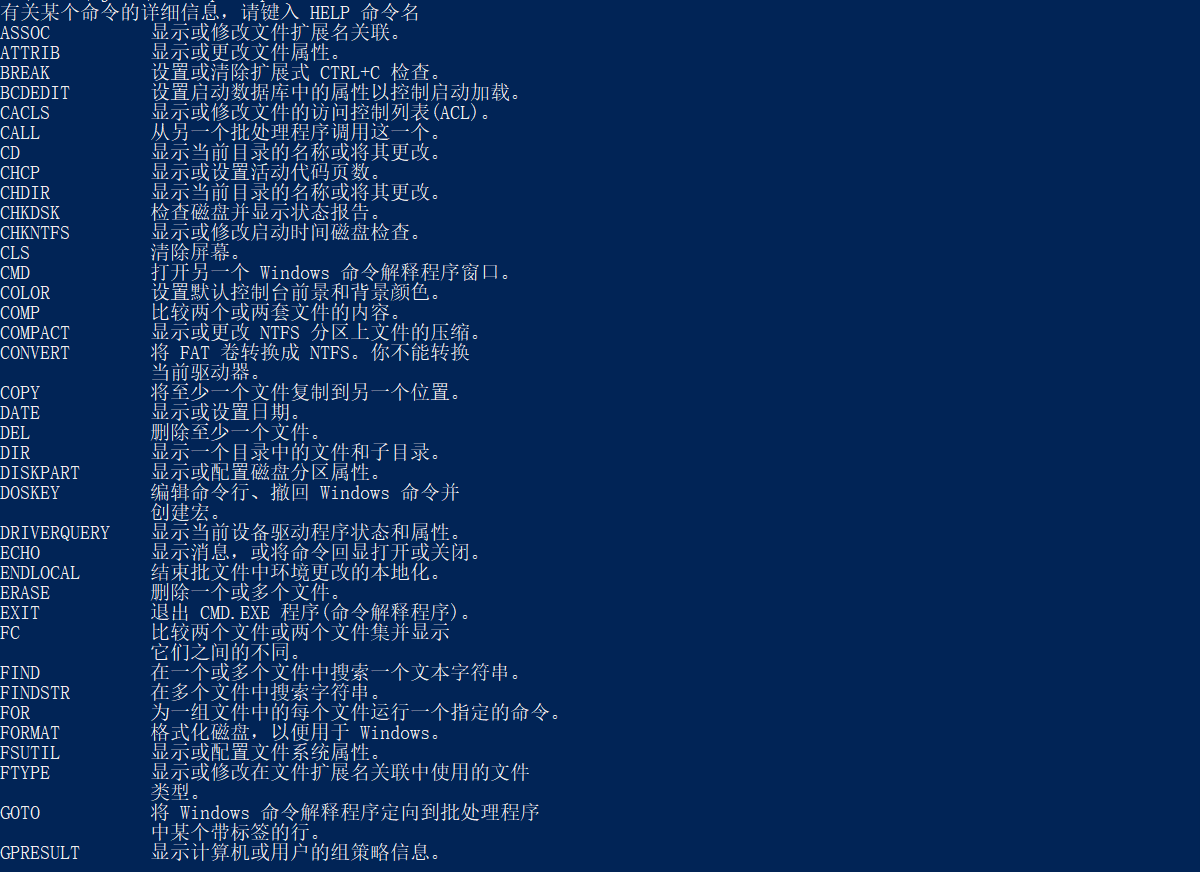 有关某个命令的详细信息，请键入 HELP 命令名
ASSOC          显示或修改文件扩展名关联。
ATTRIB         显示或更改文件属性。
BREAK          设置或清除扩展式 CTRL+C 检查。
BCDEDIT        设置启动数据库中的属性以控制启动加载。
CACLS          显示或修改文件的访问控制列表(ACL)。
CALL           从另一个批处理程序调用这一个。
CD             显示当前目录的名称或将其更改。
CHCP           显示或设置活动代码页数。
CHDIR          显示当前目录的名称或将其更改。
CHKDSK         检查磁盘并显示状态报告。
CHKNTFS        显示或修改启动时间磁盘检查。
CLS            清除屏幕。
CMD            打开另一个 Windows 命令解释程序窗口。
COLOR          设置默认控制台前景和背景颜色。
COMP           比较两个或两套文件的内容。
COMPACT        显示或更改 NTFS 分区上文件的压缩。
CONVERT        将 FAT 卷转换成 NTFS。你不能转换
               当前驱动器。
COPY           将至少一个文件复制到另一个位置。
DATE           显示或设置日期。
DEL            删除至少一个文件。
DIR            显示一个目录中的文件和子目录。
DISKPART       显示或配置磁盘分区属性。
DOSKEY         编辑命令行、撤回 Windows 命令并
               创建宏。
DRIVERQUERY    显示当前设备驱动程序状态和属性。
ECHO           显示消息，或将命令回显打开或关闭。
ENDLOCAL       结束批文件中环境更改的本地化。
ERASE          删除一个或多个文件。
EXIT           退出 CMD.EXE 程序(命令解释程序)。
FC             比较两个文件或两个文件集并显示
               它们之间的不同。
FIND           在一个或多个文件中搜索一个文本字符串。
FINDSTR        在多个文件中搜索字符串。
FOR            为一组文件中的每个文件运行一个指定的命令。
FORMAT         格式化磁盘，以便用于 Windows。
FSUTIL         显示或配置文件系统属性。
FTYPE          显示或修改在文件扩展名关联中使用的文件
               类型。
GOTO           将 Windows 命令解释程序定向到批处理程序
               中某个带标签的行。
GPRESULT       显示计算机或用户的组策略信息。